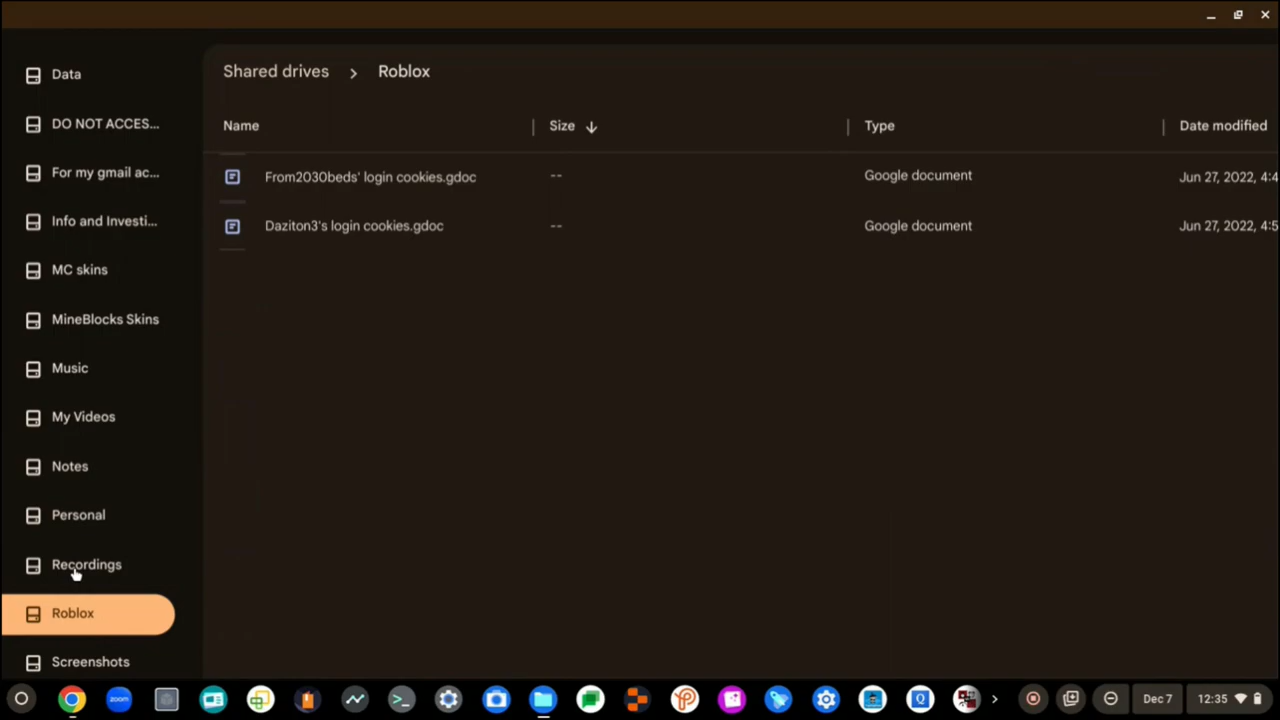 Data
DO NOT ACCES...
For my gmail ac...
Info and Investi...
MC skins
MineBlocks Skins
Music
My Videos
Notes
Personal
Recordings
Roblox
Screenshots
Shared drives > Roblox
Name Size Type Date modified
From2030beds' login cookies.gdoc -- Google document Jun 27, 2022, 4:4
Daziton3's login cookies.gdoc -- Google document Jun 27, 2022, 4:5
zoom
Q
Dec 7
12:35